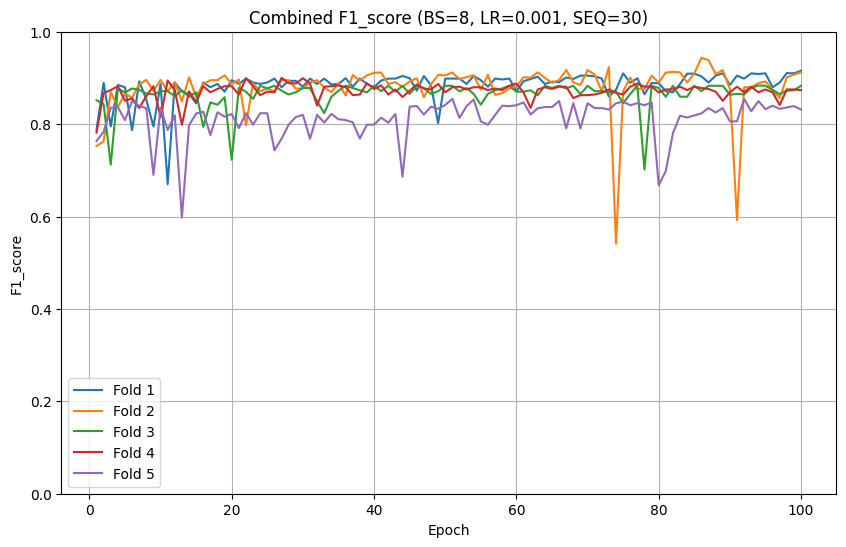 Combined F1_score (BS=8, LR=0.001, SEQ=30)
F1_score
1.0
0.8
0.6
0.4
0.2
0.0
Fold 1
Fold 2
Fold 3
Fold 4
Fold 5
0 20 40 60 80 100
Epoch